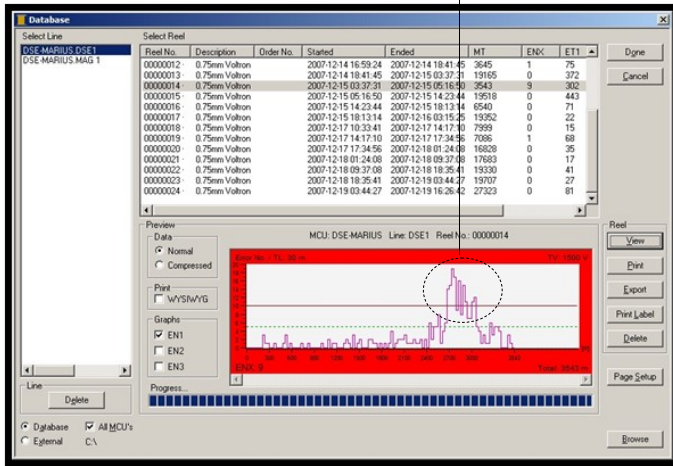 Database
Select Line
Select Reel
DSE-MARIUS.DSE1
DSE-MARIUS.MAG 1
Reel No. Description Order No. Started Ended MT ENX ET1
00000012 0.75mm Voltron 2007-12-14 16:59:24 2007-12-14 18:41:45 3645 1 75
00000013 0.75mm Voltron 2007-12-14 18:41:45 2007-12-15 03:37:31 19165 0 372
00000014 0.75mm Voltron 2007-12-15 03:37:31 2007-12-15 05:16:50 3543 9 302
00000015 0.75mm Voltron 2007-12-15 05:16:50 2007-12-15 14:23:44 19518 0 443
00000016 0.75mm Voltron 2007-12-15 14:23:44 2007-12-15 18:13:14 6540 0 71
00000017 0.75mm Voltron 2007-12-15 18:13:14 2007-12-16 03:15:25 19352 0 22
00000018 0.75mm Voltron 2007-12-17 10:33:41 2007-12-17 14:17:10 7999 0 15
00000019 0.75mm Voltron 2007-12-17 14:17:10 2007-12-17 17:34:56 7086 1 68
00000020 0.75mm Voltron 2007-12-17 17:34:56 2007-12-18 01:24:08 16828 0 35
00000021 0.75mm Voltron 2007-12-18 01:24:08 2007-12-18 09:37:08 17683 0 17
00000022 0.75mm Voltron 2007-12-18 09:37:08 2007-12-18 18:35:41 19330 0 41
00000023 0.75mm Voltron 2007-12-18 18:35:41 2007-12-19 03:44:27 19707 0 27
00000024 0.75mm Voltron 2007-12-19 03:44:27 2007-12-19 16:26:42 27323 0 81
Done
Cancel
Preview
Data
Normal
Compressed
Print
WYSIWYG
Graphs
EN1
EN2
EN3
MCU: DSE-MARIUS Line: DSE1 Reel No.: 00000014
Error No. / TL: 30 m
TV: 1500 V
ENX: 9
Progress...
Reel
View
Print
Export
Print Label
Delete
Page Setup
Browse
Line
Delete
Database
All MCU's
External
C:\